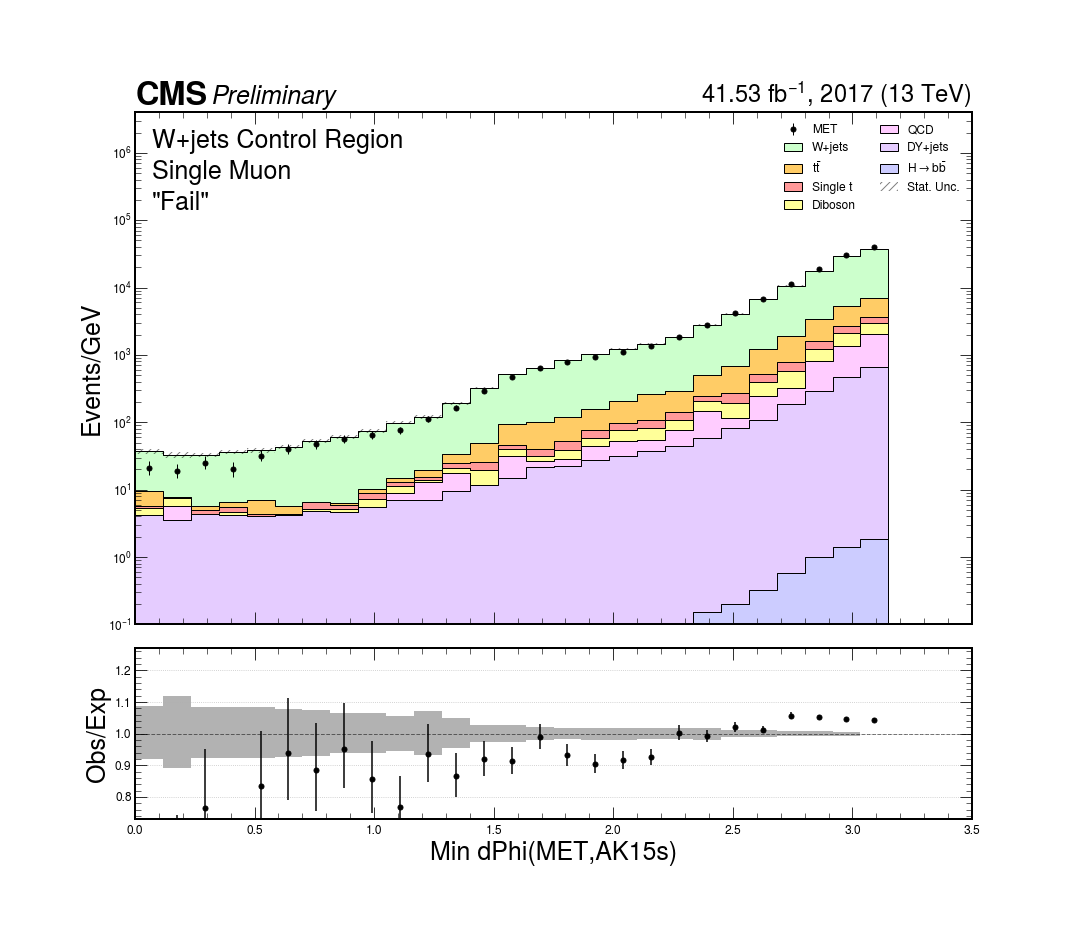 CMS Preliminary
41.53 fb⁻¹, 2017 (13 TeV)
W+jets Control Region
Single Muon
"Fail"
MET
W+jets
tt̄
Single t
Diboson
QCD
DY+jets
H→bb̄
Stat. Unc.
Events/GeV
10⁶
10⁵
10⁴
10³
10²
10¹
10⁰
10⁻¹
Obs/Exp
1.2
1.1
1.0
0.9
0.8
0.0 0.5 1.0 1.5 2.0 2.5 3.0 3.5
Min dPhi(MET,AK15s)